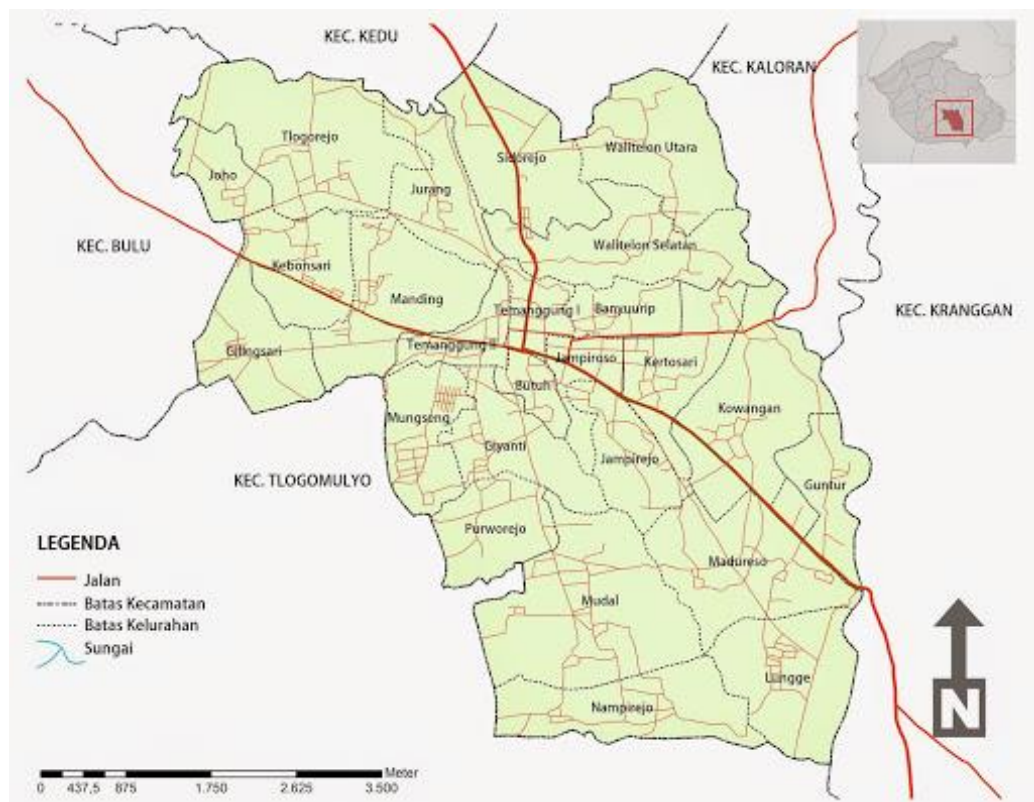 KEC. KEDU
KEC. KALORAN
Tlogorejo
Sidorejo
Walitelon Utara
Joho
Jurang
KEC. BULU
Walitelon Selatan
Kebonsari
Manding
Temanggung I
Banyuurip
KEC. KRANGGAN
Gilingsari
Temanggung II
Jampiroso
Kertosari
Butuh
Mungseng
Kowangan
Giyanti
Jampirejo
KEC. TLOGOMULYO
Guntur
Purworejo
Madureso
Mudal
Nampirejo
LEGENDA
Jalan
Batas Kecamatan
Batas Kelurahan
Sungai
N
Meter
0 437,5 875 1.750 2.625 3.500